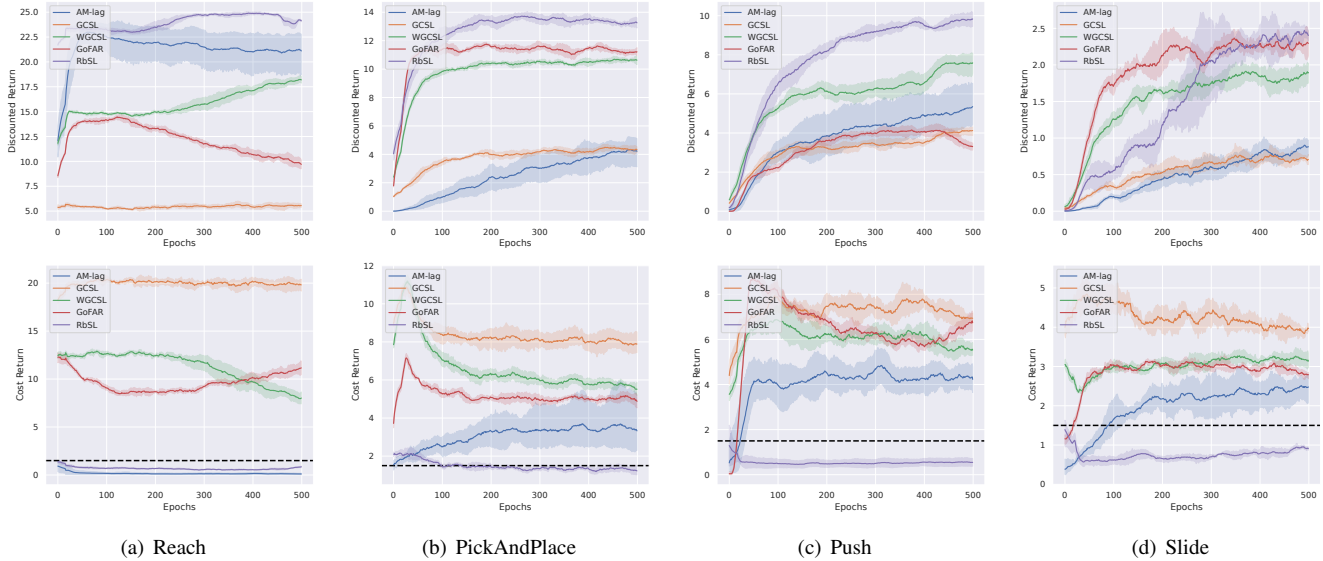 AM-lag
GCSL
WGCSL
GoFAR
RbSL
Discounted Return
25.0
22.5
20.0
17.5
15.0
12.5
10.0
7.5
5.0
0 100 200 300 400 500
Epochs
AM-lag
GCSL
WGCSL
GoFAR
RbSL
Discounted Return
14
12
10
8
6
4
2
0
0 100 200 300 400 500
Epochs
AM-lag
GCSL
WGCSL
GoFAR
RbSL
Discounted Return
10
8
6
4
2
0
0 100 200 300 400 500
Epochs
AM-lag
GCSL
WGCSL
GoFAR
RbSL
Discounted Return
2.5
2.0
1.5
1.0
0.5
0.0
0 100 200 300 400 500
Epochs
AM-lag
GCSL
WGCSL
GoFAR
RbSL
Cost Return
20
15
10
5
0
0 100 200 300 400 500
Epochs
AM-lag
GCSL
WGCSL
GoFAR
RbSL
Cost Return
12
10
8
6
4
2
0 100 200 300 400 500
Epochs
AM-lag
GCSL
WGCSL
GoFAR
RbSL
Cost Return
8
6
4
2
0
0 100 200 300 400 500
Epochs
AM-lag
GCSL
WGCSL
GoFAR
RbSL
Cost Return
5
4
3
2
1
0
0 100 200 300 400 500
Epochs
(a) Reach
(b) PickAndPlace
(c) Push
(d) Slide